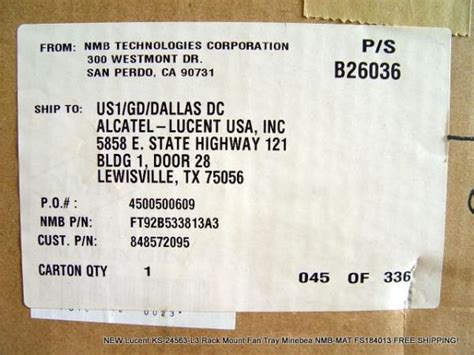 FROM: NMB TECHNOLOGIES CORPORATION
300 WESTMONT DR.
SAN PERDO, CA 90731
P/S
B26036
SHIP TO: US1/GD/DALLAS DC
ALCATEL-LUCENT USA, INC
5858 E. STATE HIGHWAY 121
BLDG 1, DOOR 28
LEWISVILLE, TX 75056
P.O.#: 4500500609
NMB P/N: FT92B533813A3
CUST. P/N: 848572095
CARTON QTY 1 045 OF 336
0023
NEW Lucent KS-24563-L3 Rack Mount Fan Tray Minebea NMB-MAT FS184013 FREE SHIPPING!